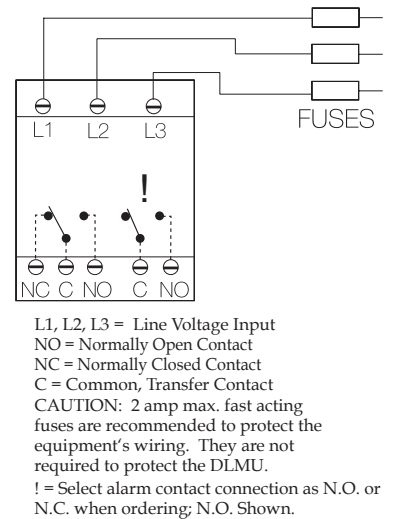 FUSES
L1 L2 L3
!
NC C NO C NO
L1, L2, L3 = Line Voltage Input
NO = Normally Open Contact
NC = Normally Closed Contact
C = Common, Transfer Contact
CAUTION: 2 amp max. fast acting
fuses are recommended to protect the
equipment's wiring. They are not
required to protect the DLMU.
! = Select alarm contact connection as N.O. or
N.C. when ordering; N.O. Shown.